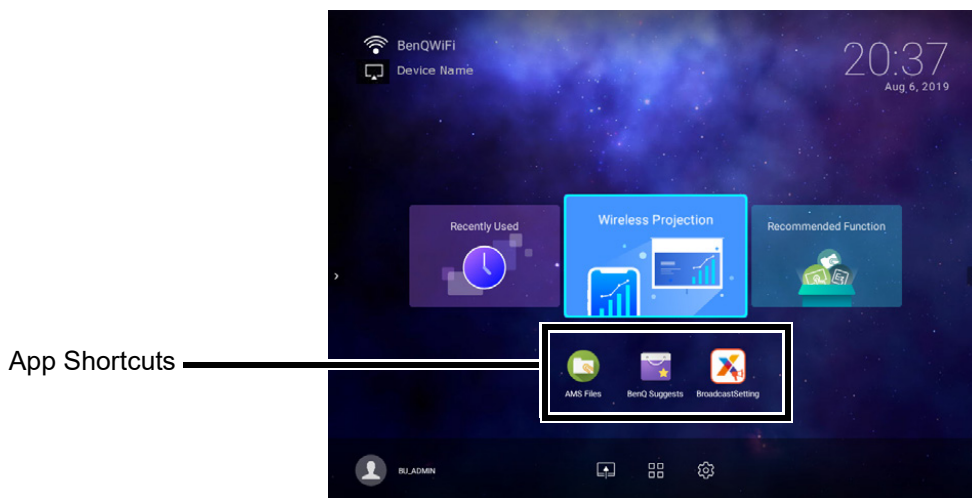 BenQWiFi
Device Name
20:37
Aug 6, 2019
Recently Used
Wireless Projection
Recommended Function
App Shortcuts
AMS Files
BenQ Suggests
BroadcastSetting
BU_ADMIN